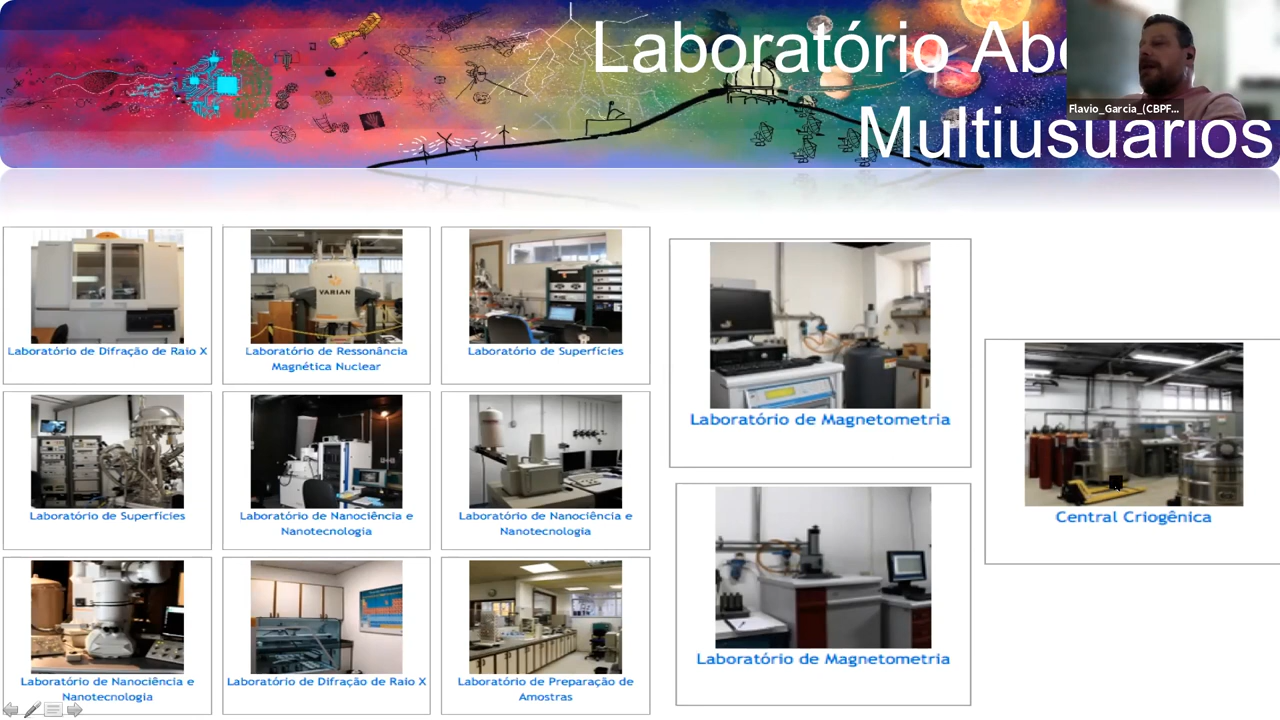 Laboratório Abe
Multiusuários
Flavio_Garcia_(CBPF...
VARIAN
Laboratório de Difração de Raio X
Laboratório de Ressonância
Magnética Nuclear
Laboratório de Superfícies
Laboratório de Superfícies
Laboratório de Nanociência e
Nanotecnologia
Laboratório de Nanociência e
Nanotecnologia
Laboratório de Nanociência e
Nanotecnologia
Laboratório de Difração de Raio X
Laboratório de Preparação de
Amostras
Laboratório de Magnetometria
Laboratório de Magnetometria
Central Criogênica